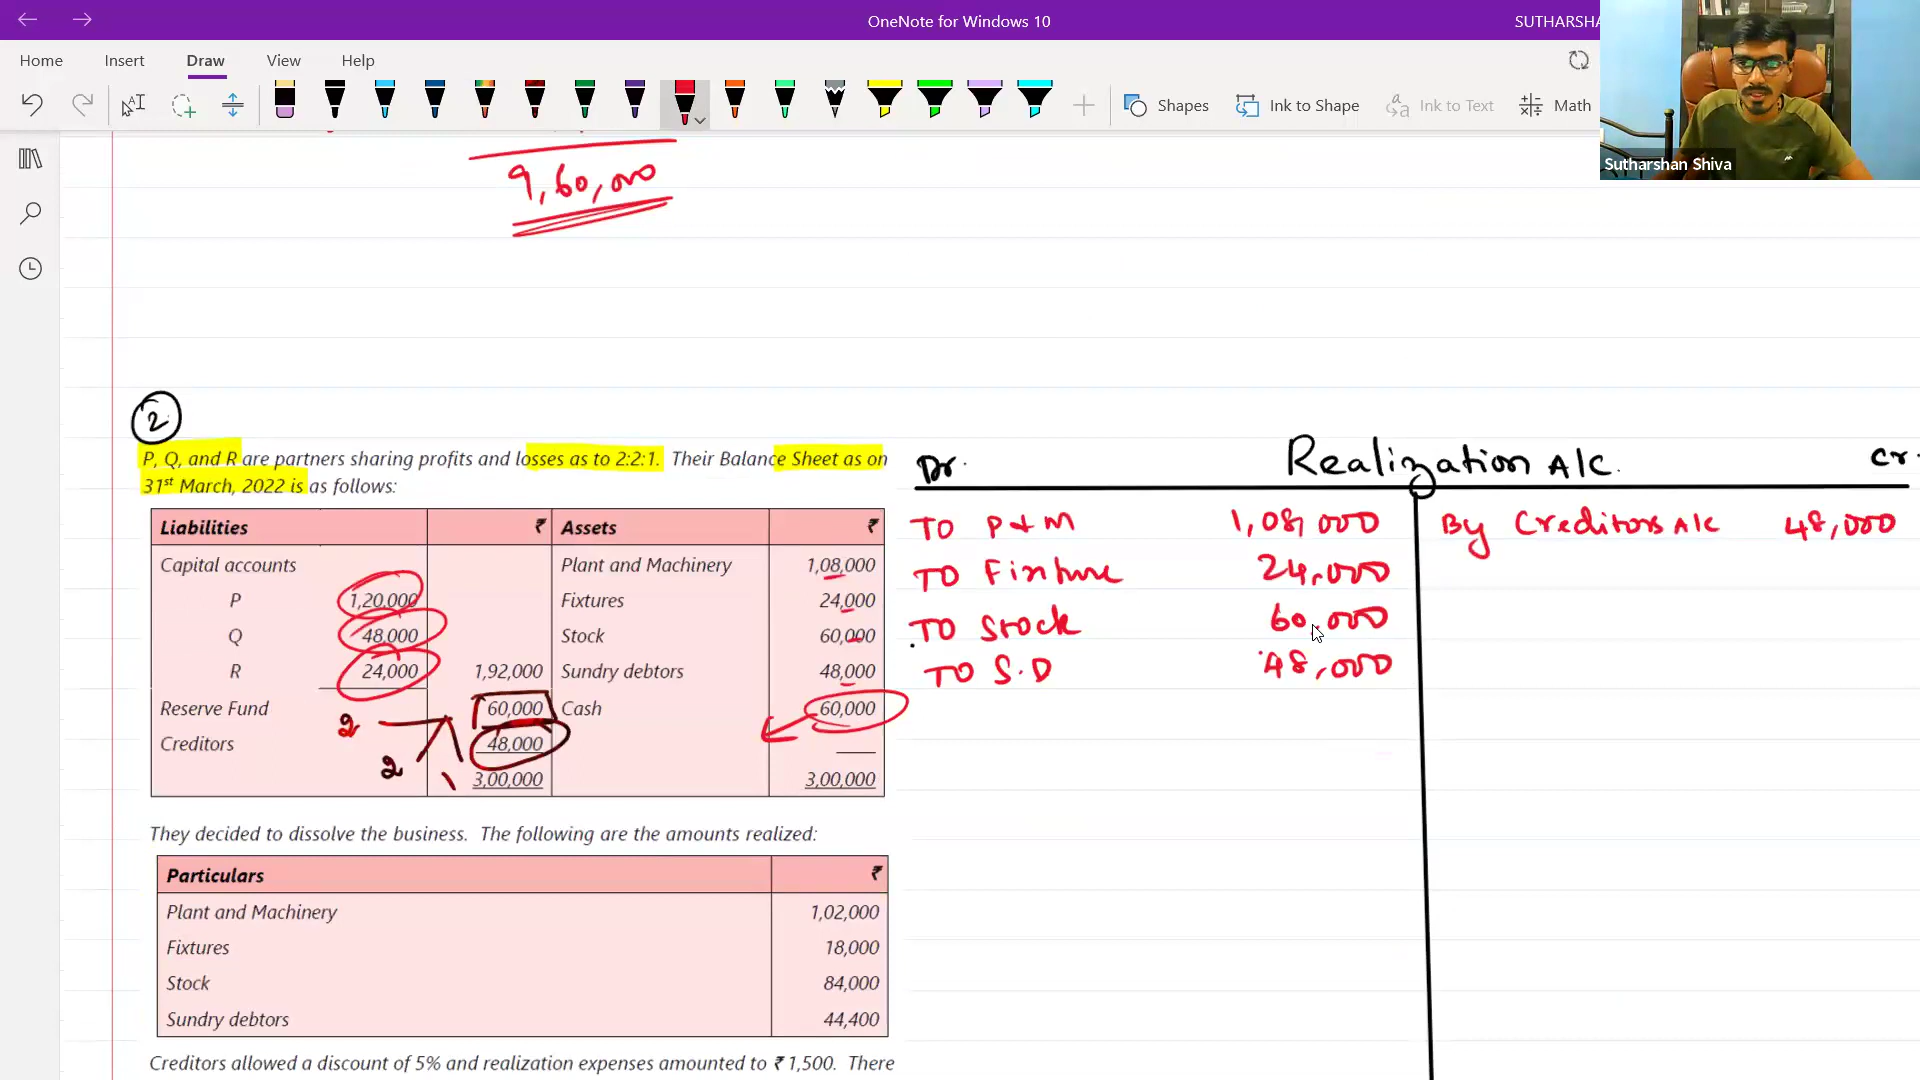 OneNote for Windows 10
SUTHARSHA
Home Insert Draw View Help
Shapes Ink to Shape Ink to Text Math
Sutharshan Shiva
9,60,000
2
P, Q, and R are partners sharing profits and losses as to 2:2:1. Their Balance Sheet as on
31st March, 2022 is as follows:
Liabilities ₹ Assets ₹
Capital accounts Plant and Machinery 1,08,000
P 1,20,000 Fixtures 24,000
Q 48,000 Stock 60,000
R 24,000 1,92,000 Sundry debtors 48,000
Reserve Fund 60,000 Cash 60,000
Creditors 48,000
3,00,000 3,00,000
2
2
1
They decided to dissolve the business. The following are the amounts realized:
Particulars ₹
Plant and Machinery 1,02,000
Fixtures 18,000
Stock 84,000
Sundry debtors 44,400
Creditors allowed a discount of 5% and realization expenses amounted to ₹ 1,500. There
Dr. Realization A/c. Cr.
TO P+M 1,08,000 By Creditors A/c 48,000
TO Fixture 24,000
TO Stock 60,000
TO S.D 48,000